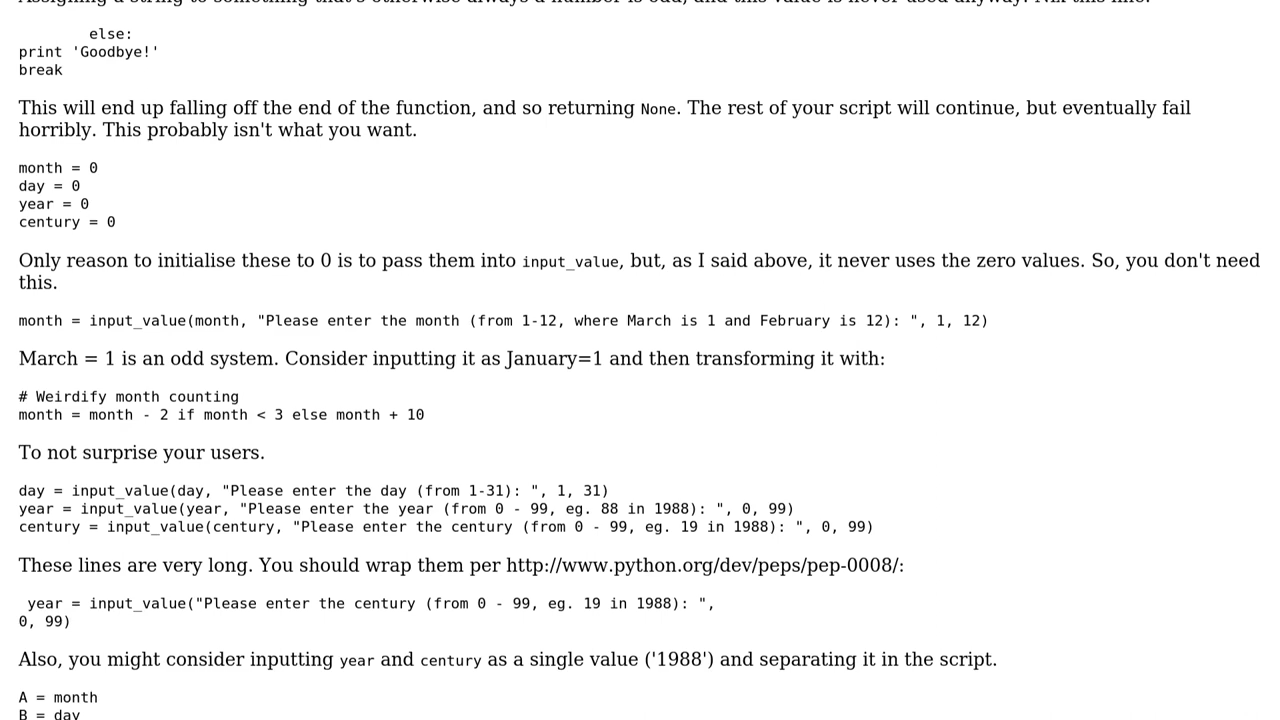 else:
print 'Goodbye!'
break
This will end up falling off the end of the function, and so returning None. The rest of your script will continue, but eventually fail
horribly. This probably isn't what you want.
month = 0
day = 0
year = 0
century = 0
Only reason to initialise these to 0 is to pass them into input_value, but, as I said above, it never uses the zero values. So, you don't need
this.
month = input_value(month, "Please enter the month (from 1-12, where March is 1 and February is 12): ", 1, 12)
March = 1 is an odd system. Consider inputting it as January=1 and then transforming it with:
# Weirdify month counting
month = month - 2 if month < 3 else month + 10
To not surprise your users.
day = input_value(day, "Please enter the day (from 1-31): ", 1, 31)
year = input_value(year, "Please enter the year (from 0 - 99, eg. 88 in 1988): ", 0, 99)
century = input_value(century, "Please enter the century (from 0 - 99, eg. 19 in 1988): ", 0, 99)
These lines are very long. You should wrap them per http://www.python.org/dev/peps/pep-0008/:
year = input_value("Please enter the century (from 0 - 99, eg. 19 in 1988): ",
0, 99)
Also, you might consider inputting year and century as a single value ('1988') and separating it in the script.
A = month
B = day